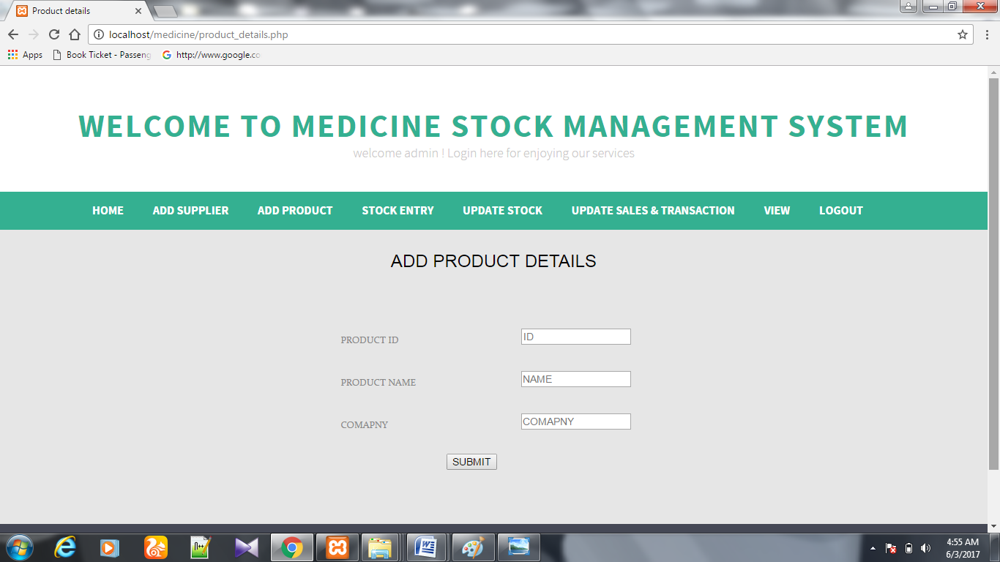 Product details
localhost/medicine/product_details.php
Apps Book Ticket - Passeng http://www.google.co
WELCOME TO MEDICINE STOCK MANAGEMENT SYSTEM
welcome admin ! Login here for enjoying our services
HOME ADD SUPPLIER ADD PRODUCT STOCK ENTRY UPDATE STOCK UPDATE SALES & TRANSACTION VIEW LOGOUT
ADD PRODUCT DETAILS
PRODUCT ID ID
PRODUCT NAME NAME
COMAPNY COMAPNY
SUBMIT
4:55 AM
6/3/2017